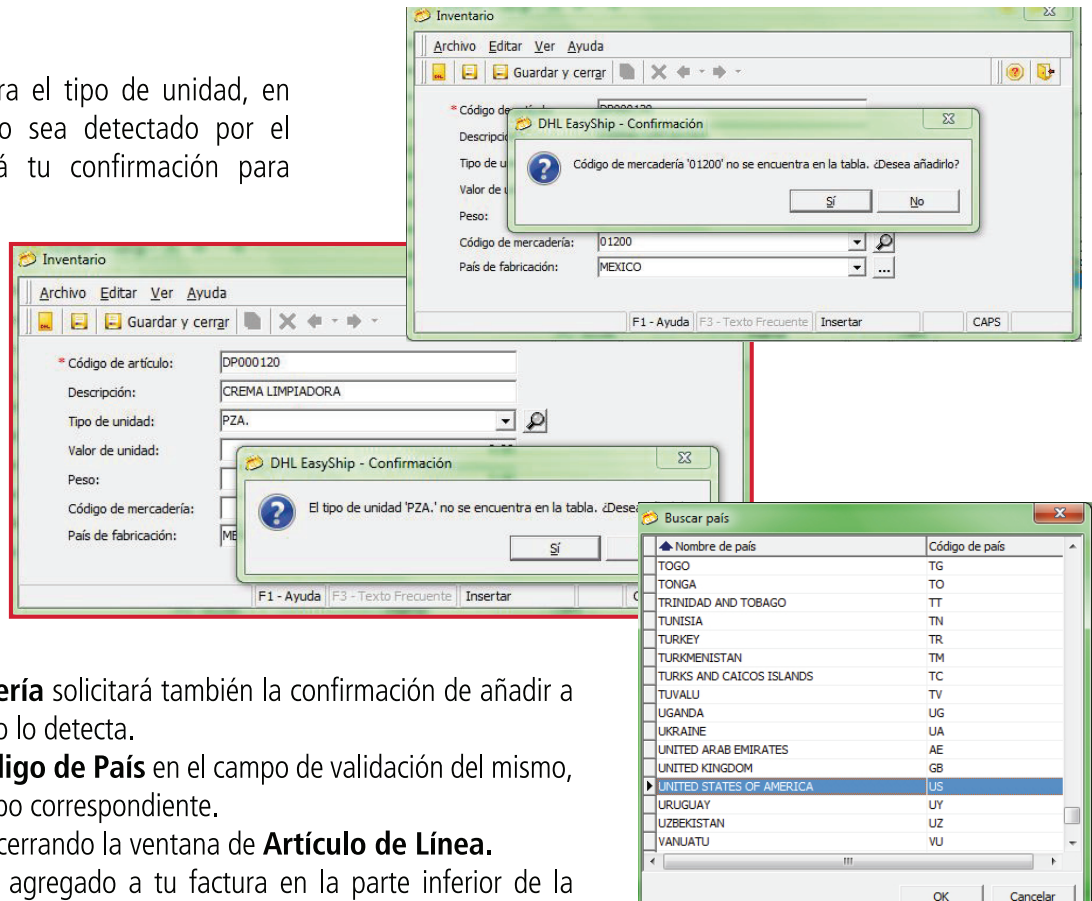 ra el tipo de unidad, en
o sea detectado por el
á tu confirmación para
Inventario
Archivo Editar Ver Ayuda
Guardar y cerrar
* Código de
DP000120
Descripció
Tipo de u
Valor de u
Peso:
Código de mercadería: 01200
País de fabricación: MEXICO
DHL EasyShip - Confirmación
Código de mercadería '01200' no se encuentra en la tabla. ¿Desea añadirlo?
Sí No
F1 - Ayuda F3 - Texto Frecuente Insertar CAPS
Inventario
Archivo Editar Ver Ayuda
Guardar y cerrar
* Código de artículo: DP000120
Descripción: CREMA LIMPIADORA
Tipo de unidad: PZA.
Valor de unidad:
Peso:
Código de mercadería:
País de fabricación: ME
DHL EasyShip - Confirmación
El tipo de unidad 'PZA.' no se encuentra en la tabla. ¿Desea
Sí
F1 - Ayuda F3 - Texto Frecuente Insertar C
Buscar país
Nombre de país Código de país
TOGO TG
TONGA TO
TRINIDAD AND TOBAGO TT
TUNISIA TN
TURKEY TR
TURKMENISTAN TM
TURKS AND CAICOS ISLANDS TC
TUVALU TV
UGANDA UG
UKRAINE UA
UNITED ARAB EMIRATES AE
UNITED KINGDOM GB
UNITED STATES OF AMERICA US
URUGUAY UY
UZBEKISTAN UZ
VANUATU VU
OK Cancelar
ería solicitará también la confirmación de añadir a
o lo detecta.
digo de País en el campo de validación del mismo,
po correspondiente.
cerrando la ventana de Artículo de Línea.
agregado a tu factura en la parte inferior de la